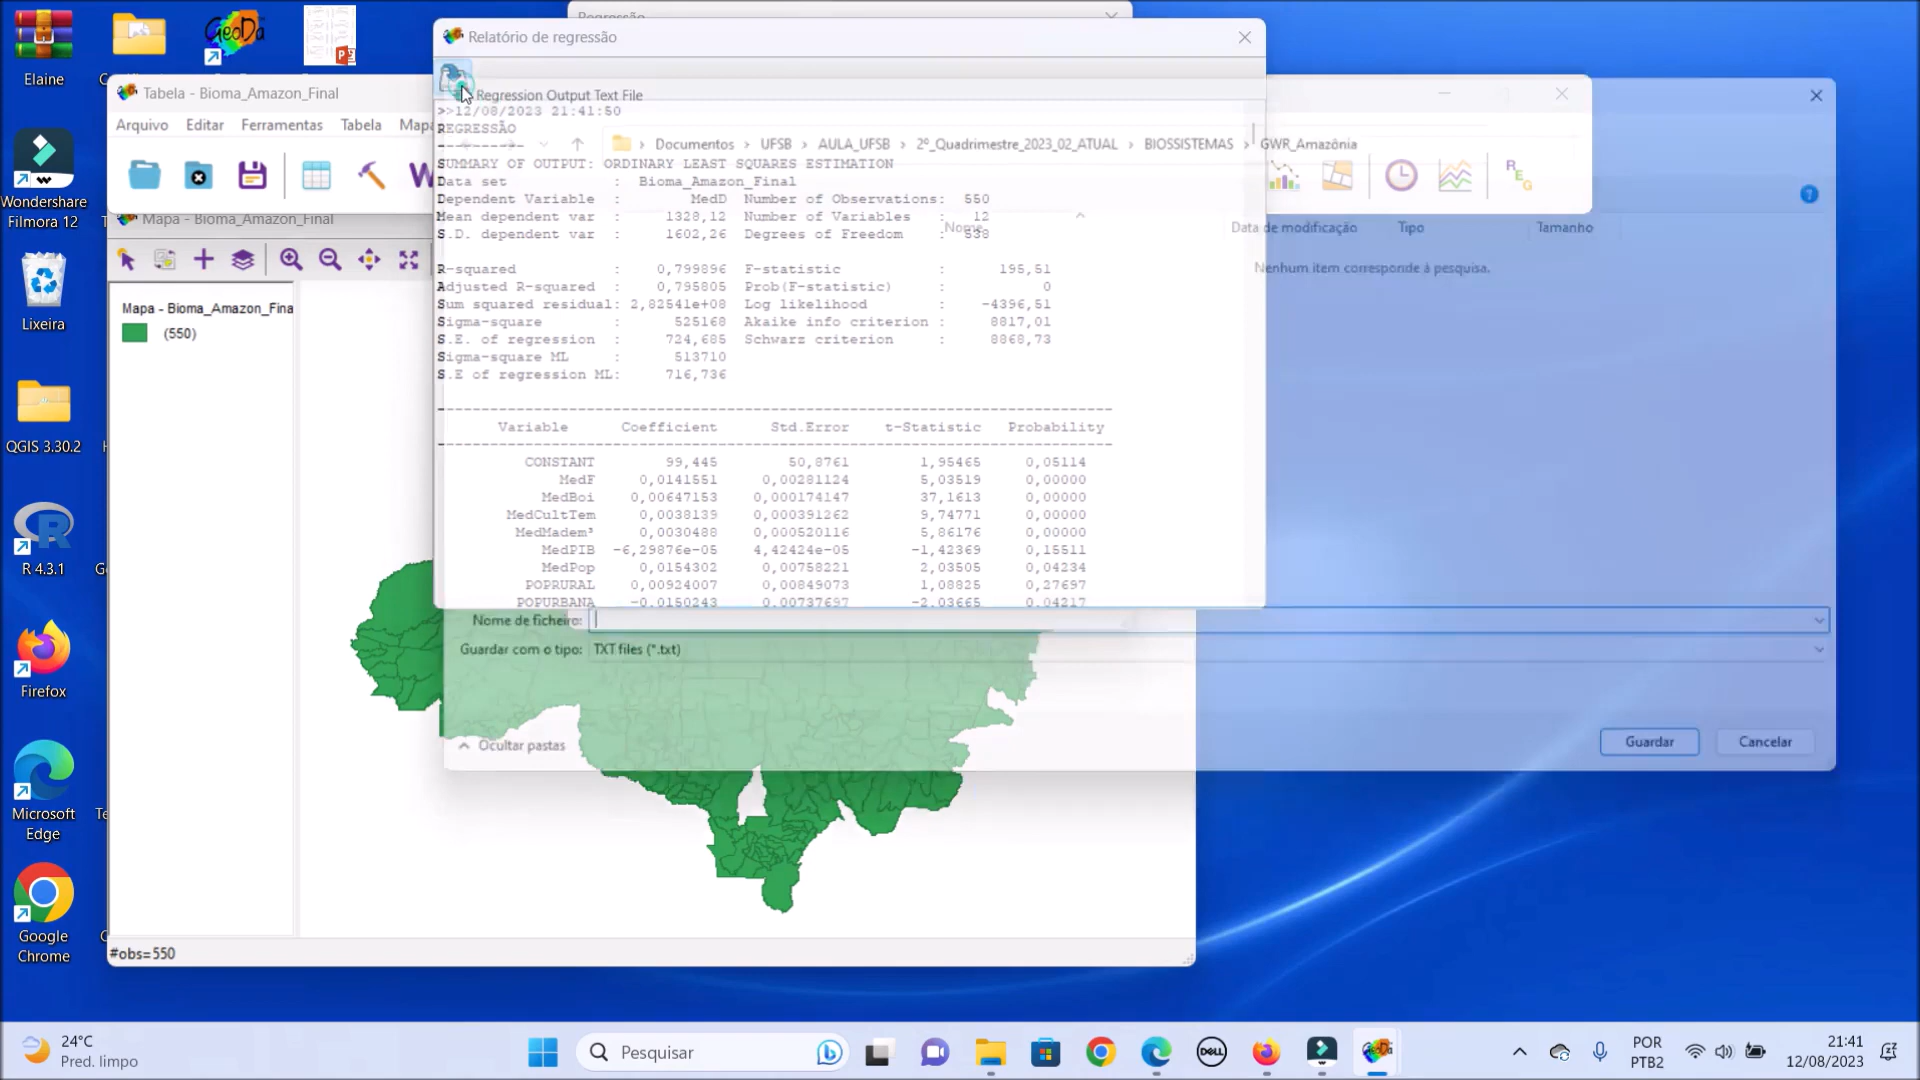 Elaine
Regressão
Relatório de regressão
Regression Output Text File
>>12/08/2023 21:41:50
REGRESSÃO
----------
SUMMARY OF OUTPUT: ORDINARY LEAST SQUARES ESTIMATION
Data set : Bioma_Amazon_Final
Dependent Variable : MedD Number of Observations: 550
Mean dependent var : 1328,12 Number of Variables : 12
S.D. dependent var : 1602,26 Degrees of Freedom : 538
R-squared : 0,799896 F-statistic : 195,51
Adjusted R-squared : 0,795805 Prob(F-statistic) : 0
Sum squared residual: 2,82541e+08 Log likelihood : -4396,51
Sigma-square : 525168 Akaike info criterion : 8817,01
S.E. of regression : 724,685 Schwarz criterion : 8868,73
Sigma-square ML : 513710
S.E of regression ML: 716,736
Variable Coefficient Std.Error t-Statistic Probability
CONSTANT 99,445 50,8761 1,95465 0,05114
MedF 0,0141551 0,00281124 5,03519 0,00000
MedBoi 0,00647153 0,000174147 37,1613 0,00000
MedCultTem 0,0038139 0,000391262 9,74771 0,00000
MedMadem³ 0,0030488 0,000520116 5,86176 0,00000
MedPIB -6,29876e-05 4,42424e-05 -1,42369 0,15511
MedPop 0,0154302 0,00758221 2,03505 0,04234
POPRURAL 0,00924007 0,00849073 1,08825 0,27697
POPURBANA -0,0150243 0,00737697 -2,03665 0,04217
Documentos > UFSB > AULA_UFSB > 2º_Quadrimestre_2023_02_ATUAL > BIOSSISTEMAS > GWR_Amazônia
Nome
Data de modificação
Tipo
Tamanho
Nenhum item corresponde à pesquisa.
Nome de ficheiro:
Guardar com o tipo: TXT files (*.txt)
Ocultar pastas
Guardar
Cancelar
Tabela - Bioma_Amazon_Final
Arquivo Editar Ferramentas Tabela Mapa
Mapa - Bioma_Amazon_Final
Mapa - Bioma_Amazon_Fina
(550)
#obs=550
GeoDa
Wondershare
Filmora 12
Lixeira
QGIS 3.30.2
R 4.3.1
Firefox
Microsoft
Edge
Google
Chrome
24°C
Pred. limpo
Pesquisar
DELL
POR
PTB2
21:41
12/08/2023